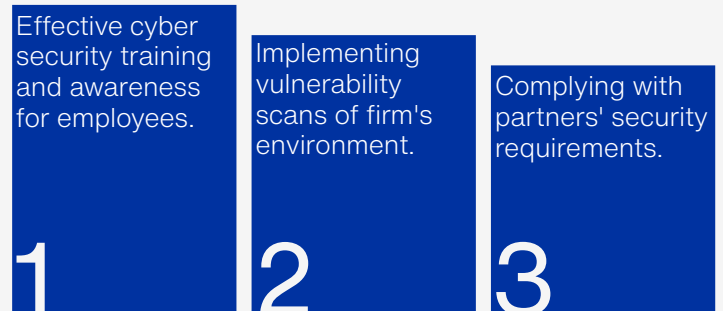 Effective cyber
security training
and awareness
for employees.
1
Implementing
vulnerability
scans of firm's
environment.
2
Complying with
partners' security
requirements.
3